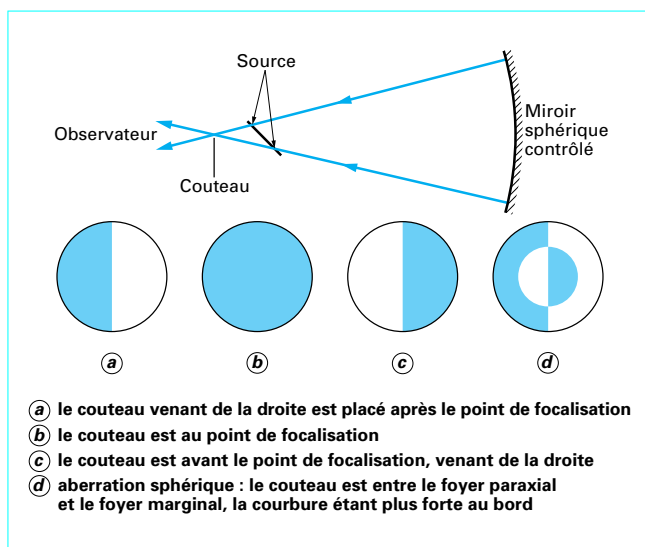 Source
Observateur
Miroir
sphérique
contrôlé
Couteau
a
b
c
d
a le couteau venant de la droite est placé après le point de focalisation
b le couteau est au point de focalisation
c le couteau est avant le point de focalisation, venant de la droite
d aberration sphérique : le couteau est entre le foyer paraxial
et le foyer marginal, la courbure étant plus forte au bord